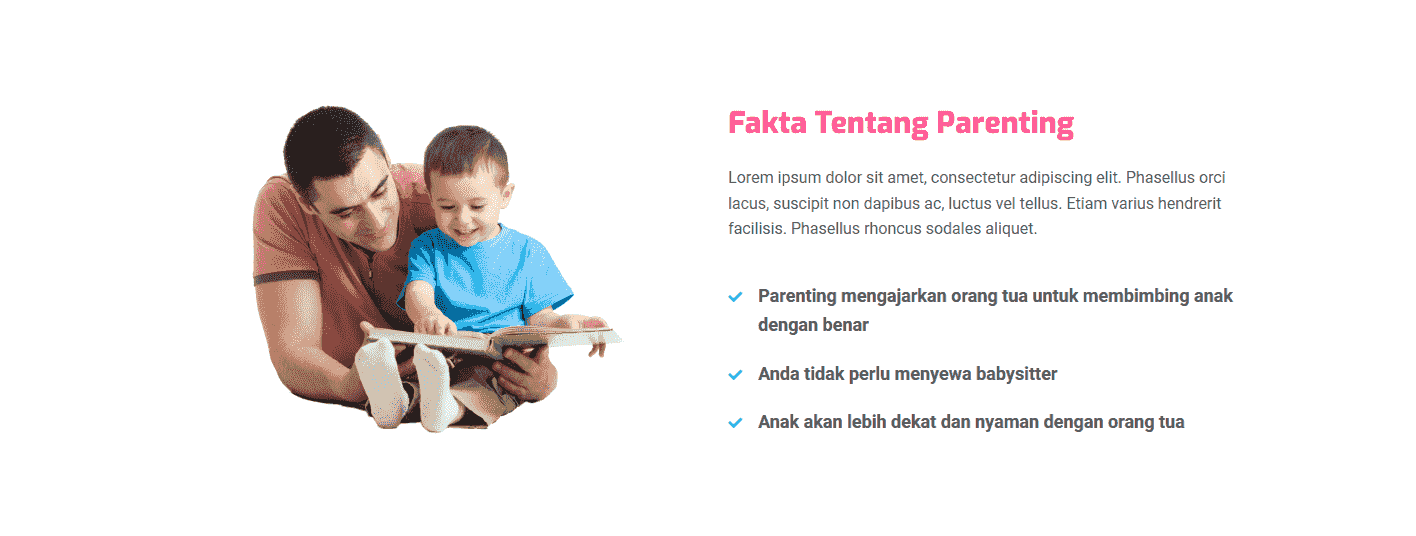 Fakta Tentang Parenting
Lorem ipsum dolor sit amet, consectetur adipiscing elit. Phasellus orci
lacus, suscipit non dapibus ac, luctus vel tellus. Etiam varius hendrerit
facilisis. Phasellus rhoncus sodales aliquet.
Parenting mengajarkan orang tua untuk membimbing anak
dengan benar
Anda tidak perlu menyewa babysitter
Anak akan lebih dekat dan nyaman dengan orang tua